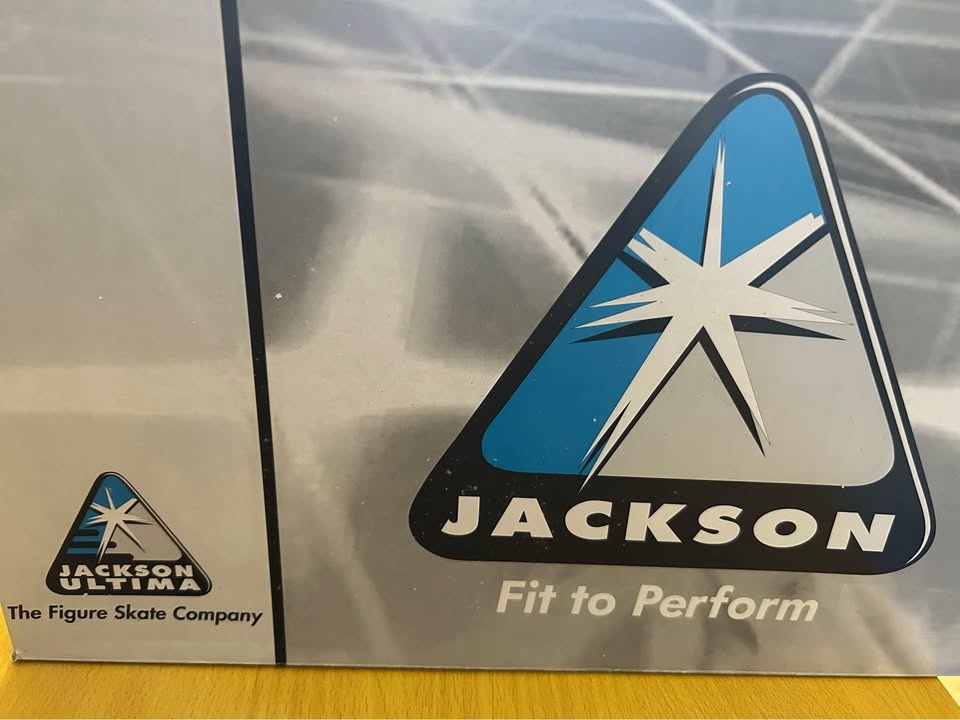 JACKSON
ULTIMA
The Figure Skate Company
JACKSON
Fit to Perform